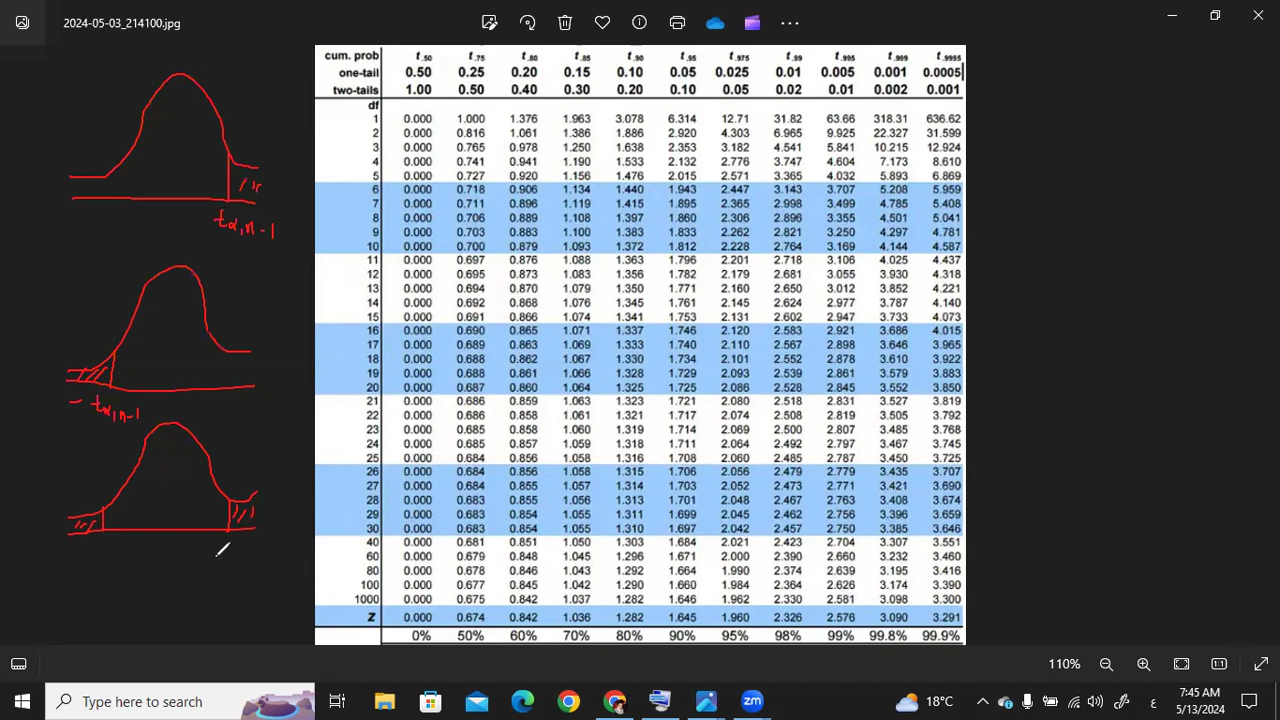 2024-05-03_214100.jpg
cum. prob t.50 t.75 t.80 t.85 t.90 t.95 t.975 t.99 t.995 t.999 t.9995
one-tail 0.50 0.25 0.20 0.15 0.10 0.05 0.025 0.01 0.005 0.001 0.0005
two-tails 1.00 0.50 0.40 0.30 0.20 0.10 0.05 0.02 0.01 0.002 0.001
df
1 0.000 1.000 1.376 1.963 3.078 6.314 12.71 31.82 63.66 318.31 636.62
2 0.000 0.816 1.061 1.386 1.886 2.920 4.303 6.965 9.925 22.327 31.599
3 0.000 0.765 0.978 1.250 1.638 2.353 3.182 4.541 5.841 10.215 12.924
4 0.000 0.741 0.941 1.190 1.533 2.132 2.776 3.747 4.604 7.173 8.610
5 0.000 0.727 0.920 1.156 1.476 2.015 2.571 3.365 4.032 5.893 6.869
6 0.000 0.718 0.906 1.134 1.440 1.943 2.447 3.143 3.707 5.208 5.959
7 0.000 0.711 0.896 1.119 1.415 1.895 2.365 2.998 3.499 4.785 5.408
8 0.000 0.706 0.889 1.108 1.397 1.860 2.306 2.896 3.355 4.501 5.041
9 0.000 0.703 0.883 1.100 1.383 1.833 2.262 2.821 3.250 4.297 4.781
10 0.000 0.700 0.879 1.093 1.372 1.812 2.228 2.764 3.169 4.144 4.587
11 0.000 0.697 0.876 1.088 1.363 1.796 2.201 2.718 3.106 4.025 4.437
12 0.000 0.695 0.873 1.083 1.356 1.782 2.179 2.681 3.055 3.930 4.318
13 0.000 0.694 0.870 1.079 1.350 1.771 2.160 2.650 3.012 3.852 4.221
14 0.000 0.692 0.868 1.076 1.345 1.761 2.145 2.624 2.977 3.787 4.140
15 0.000 0.691 0.866 1.074 1.341 1.753 2.131 2.602 2.947 3.733 4.073
16 0.000 0.690 0.865 1.071 1.337 1.746 2.120 2.583 2.921 3.686 4.015
17 0.000 0.689 0.863 1.069 1.333 1.740 2.110 2.567 2.898 3.646 3.965
18 0.000 0.688 0.862 1.067 1.330 1.734 2.101 2.552 2.878 3.610 3.922
19 0.000 0.688 0.861 1.066 1.328 1.729 2.093 2.539 2.861 3.579 3.883
20 0.000 0.687 0.860 1.064 1.325 1.725 2.086 2.528 2.845 3.552 3.850
21 0.000 0.686 0.859 1.063 1.323 1.721 2.080 2.518 2.831 3.527 3.819
22 0.000 0.686 0.858 1.061 1.321 1.717 2.074 2.508 2.819 3.505 3.792
23 0.000 0.685 0.858 1.060 1.319 1.714 2.069 2.500 2.807 3.485 3.768
24 0.000 0.685 0.857 1.059 1.318 1.711 2.064 2.492 2.797 3.467 3.745
25 0.000 0.684 0.856 1.058 1.316 1.708 2.060 2.485 2.787 3.450 3.725
26 0.000 0.684 0.856 1.058 1.315 1.706 2.056 2.479 2.779 3.435 3.707
27 0.000 0.684 0.855 1.057 1.314 1.703 2.052 2.473 2.771 3.421 3.690
28 0.000 0.683 0.855 1.056 1.313 1.701 2.048 2.467 2.763 3.408 3.674
29 0.000 0.683 0.854 1.055 1.311 1.699 2.045 2.462 2.756 3.396 3.659
30 0.000 0.683 0.854 1.055 1.310 1.697 2.042 2.457 2.750 3.385 3.646
40 0.000 0.681 0.851 1.050 1.303 1.684 2.021 2.423 2.704 3.307 3.551
60 0.000 0.679 0.848 1.045 1.296 1.671 2.000 2.390 2.660 3.232 3.460
80 0.000 0.678 0.846 1.043 1.292 1.664 1.990 2.374 2.639 3.195 3.416
100 0.000 0.677 0.845 1.042 1.290 1.660 1.984 2.364 2.626 3.174 3.390
1000 0.000 0.675 0.842 1.037 1.282 1.646 1.962 2.330 2.581 3.098 3.300
Z 0.000 0.674 0.842 1.036 1.282 1.645 1.960 2.326 2.576 3.090 3.291
0% 50% 60% 70% 80% 90% 95% 98% 99% 99.8% 99.9%
tα,n-1
- tα,n-1
110%
1:1
Type here to search
zm
18°C
ع
7:45 AM
5/13/2024